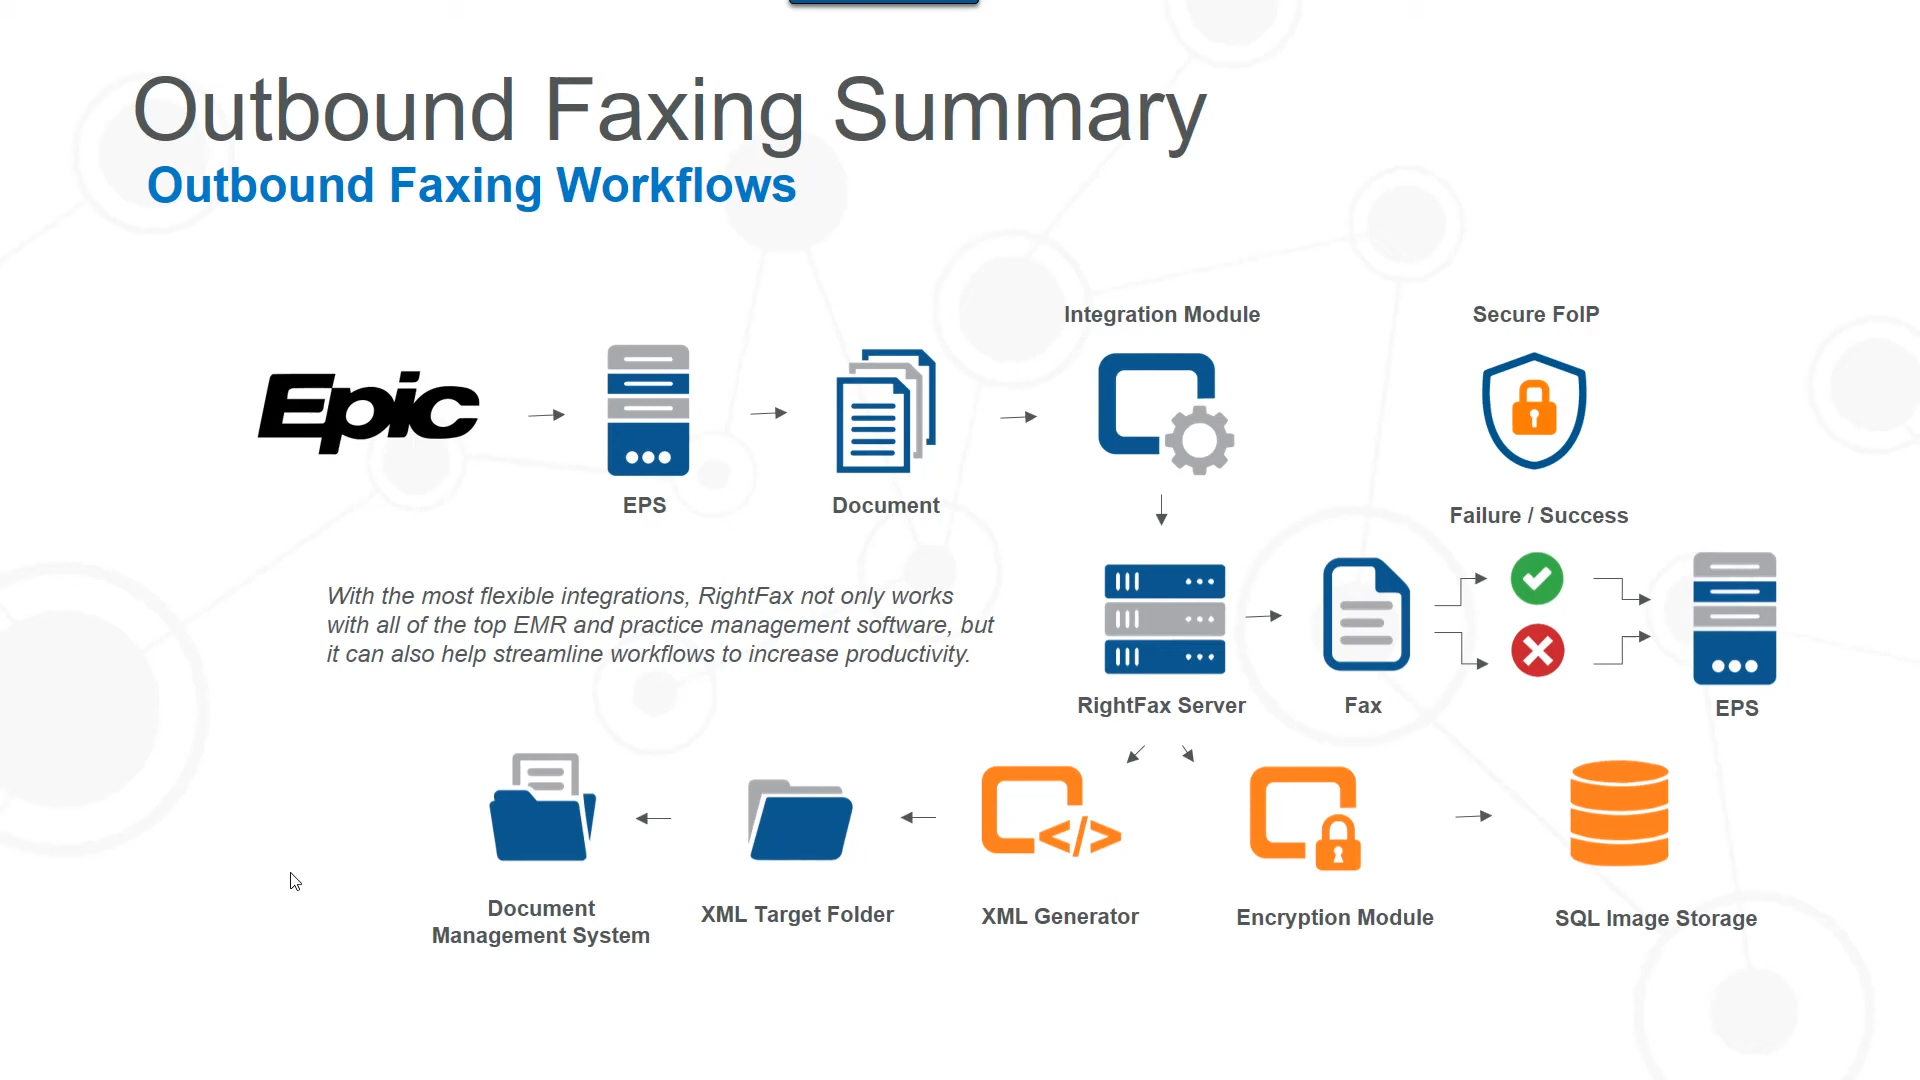 Outbound Faxing Summary
Outbound Faxing Workflows
Integration Module
Secure FoIP
Epic
EPS
Document
Failure / Success
With the most flexible integrations, RightFax not only works
with all of the top EMR and practice management software, but
it can also help streamline workflows to increase productivity.
RightFax Server
Fax
EPS
</>
Document
Management System
XML Target Folder
XML Generator
Encryption Module
SQL Image Storage